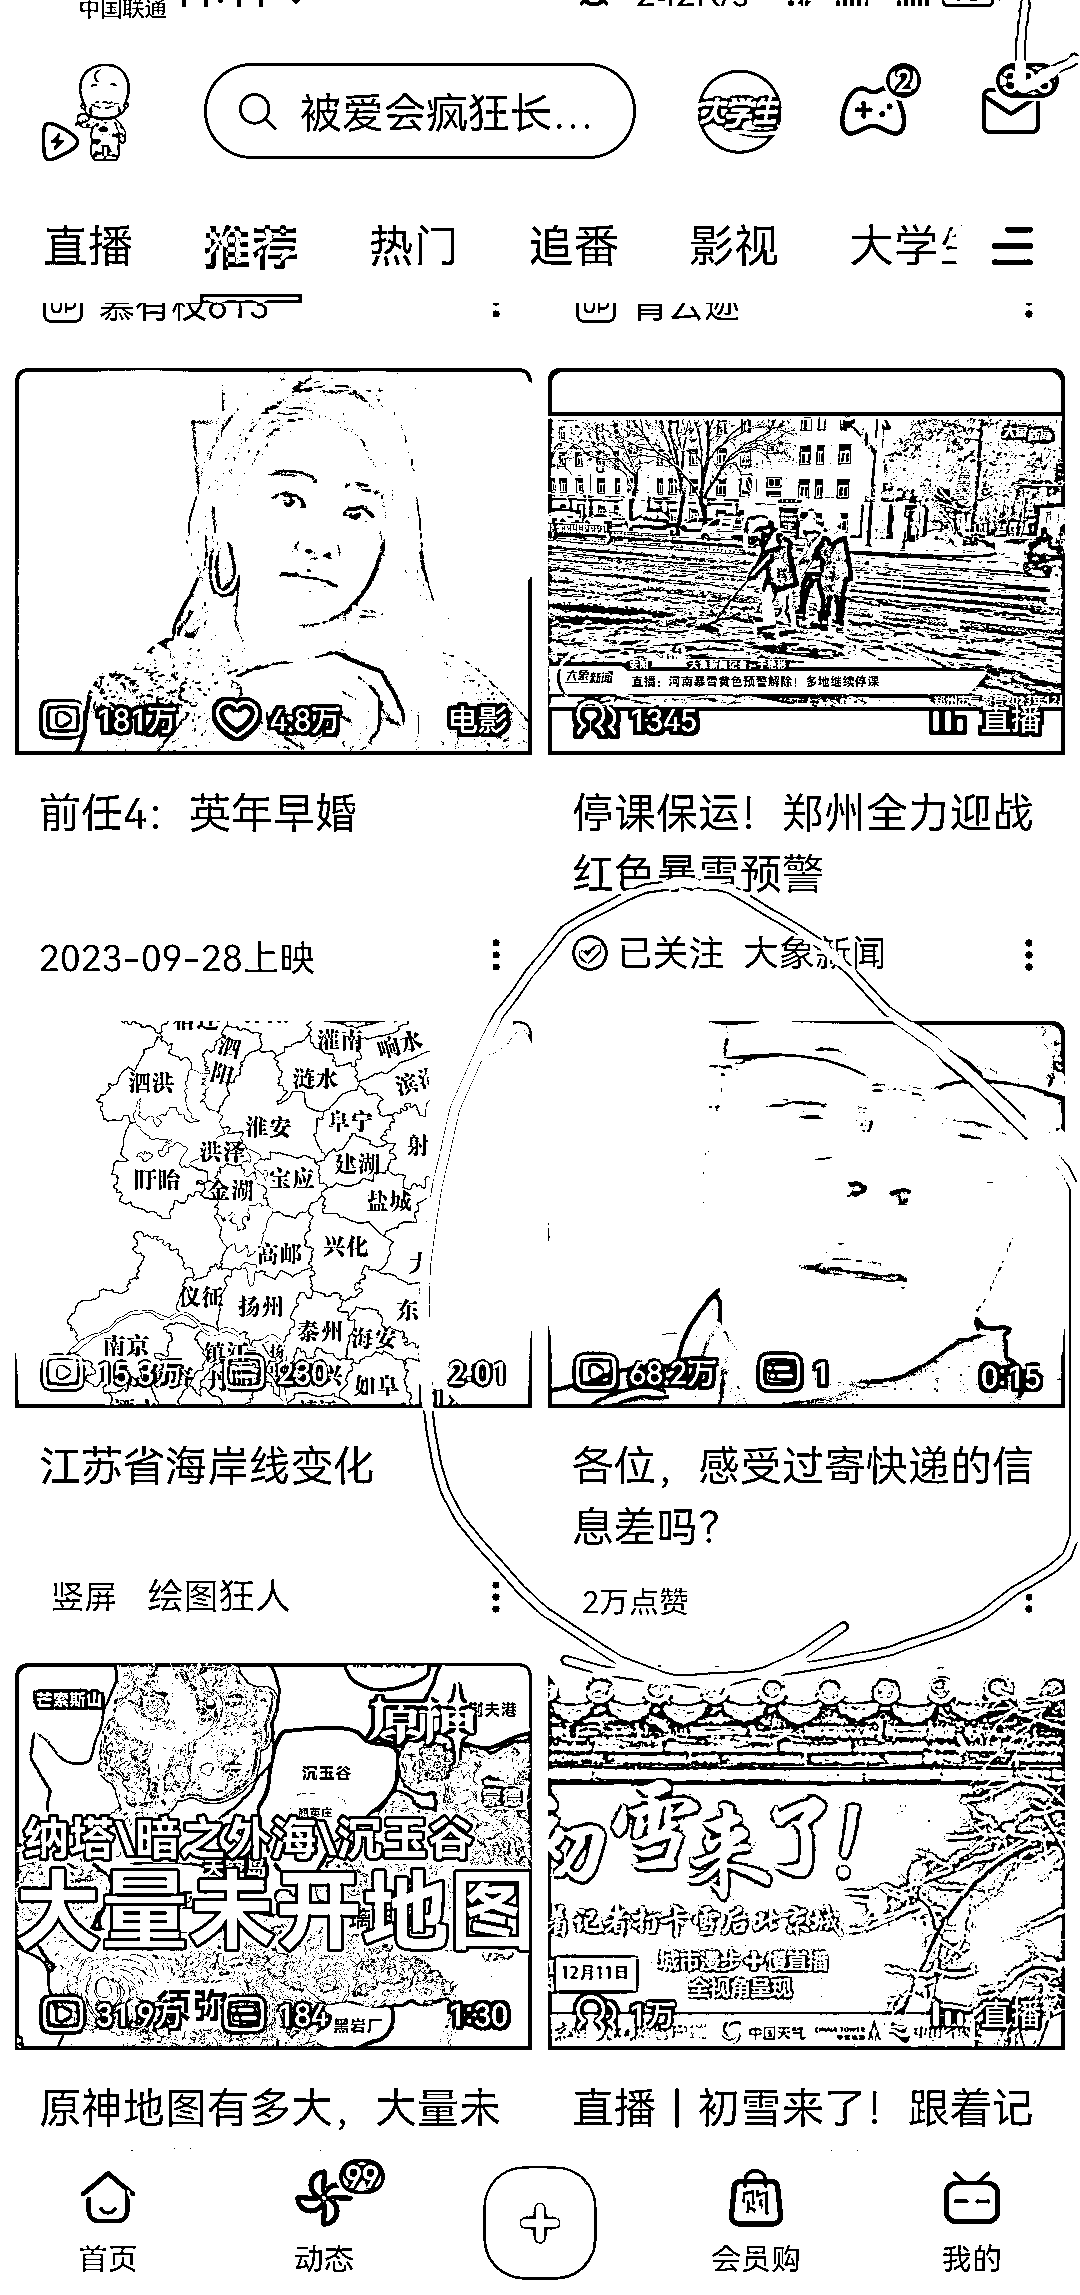 中国联通
被爱会疯狂长...
大学生
2
直播 推荐 热门 追番 影视 大学生
UP UP 青云迹
大象新闻
直播：河南暴雪黄色预警解除！多地继续停课
181万 4.8万 电影
1345 直播
前任4：英年早婚
停课保运！郑州全力迎战
红色暴雪预警
2023-09-28上映
已关注 大象新闻
泗阳
灌南
响水
泗洪
涟水
淮安
阜宁
洪泽
建湖
射
盱眙
金湖
宝应
盐城
高邮
兴化
仪征
扬州
东
泰州
海安
南京
镇江
如阜
15.3万 230 2:01
68.2万 1 0:15
江苏省海岸线变化
各位，感受过寄快递的信
息差吗？
竖屏 绘图狂人
2万点赞
芒索斯山
原神
沉玉谷
纳塔\暗之外海\沉玉谷
大量未开地图
须弥
黑岩厂
31.9万 184 1:30
初雪来了！
着记者打卡雪后北京城
12月11日
城市漫步+慢直播
全视角呈现
中国天气
1万 直播
原神地图有多大，大量未
直播丨初雪来了！跟着记
99
首页 动态 会员购 我的